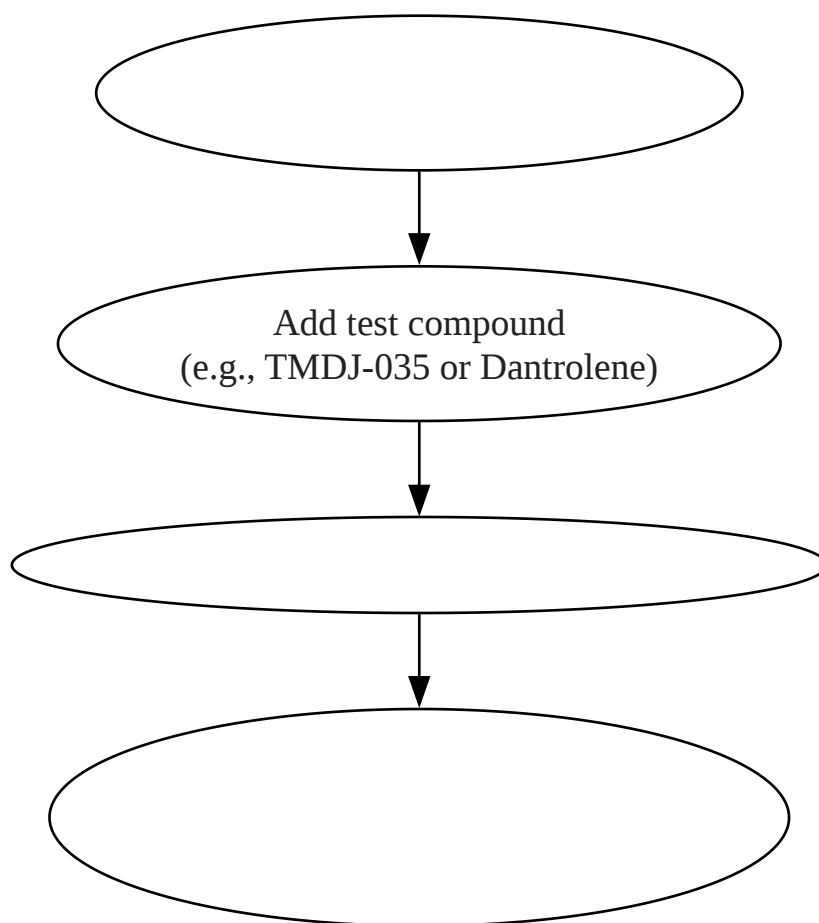 Add test compound
(e.g., TMDJ-035 or Dantrolene)